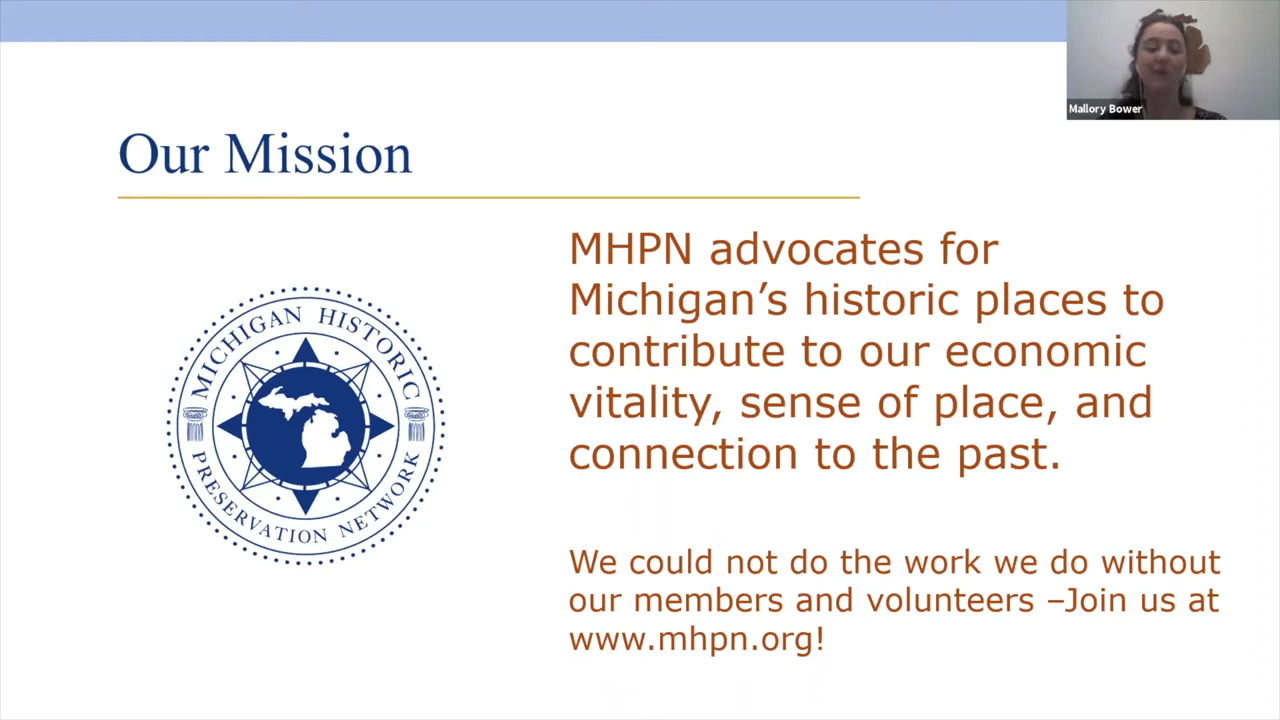 Mallory Bower
Our Mission
MHPN advocates for
Michigan’s historic places to
contribute to our economic
vitality, sense of place, and
connection to the past.
MICHIGAN HISTORIC
PRESERVATION NETWORK
We could not do the work we do without
our members and volunteers –Join us at
www.mhpn.org!